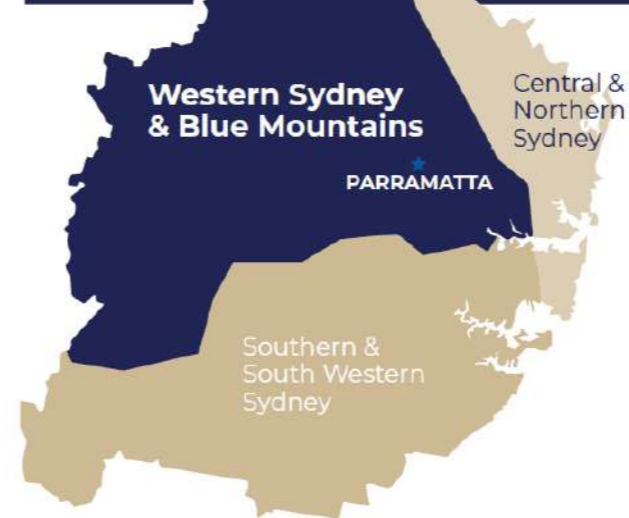 Western Sydney
& Blue Mountains
Central &
Northern
Sydney
PARRAMATTA
Southern &
South Western
Sydney